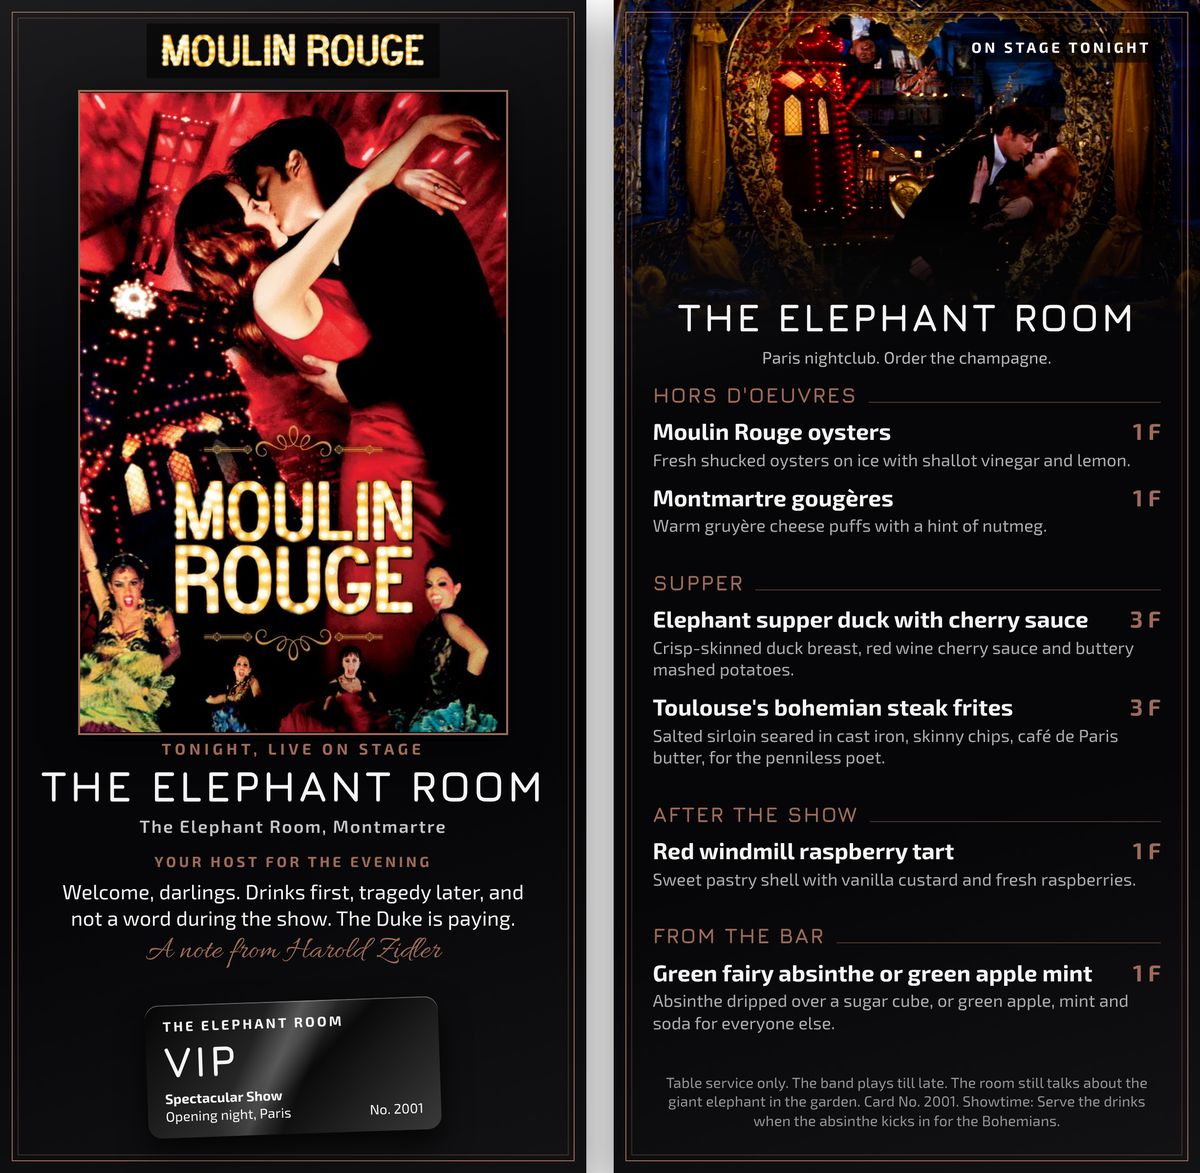 MOULIN ROUGE
MOULIN
ROUGE
TONIGHT, LIVE ON STAGE
THE ELEPHANT ROOM
The Elephant Room, Montmartre
YOUR HOST FOR THE EVENING
Welcome, darlings. Drinks first, tragedy later, and
not a word during the show. The Duke is paying.
A note from Harold Zidler
THE ELEPHANT ROOM
VIP
Spectacular Show
Opening night, Paris
No. 2001
ON STAGE TONIGHT
THE ELEPHANT ROOM
Paris nightclub. Order the champagne.
HORS D'OEUVRES
Moulin Rouge oysters 1 F
Fresh shucked oysters on ice with shallot vinegar and lemon.
Montmartre gougères 1 F
Warm gruyère cheese puffs with a hint of nutmeg.
SUPPER
Elephant supper duck with cherry sauce 3 F
Crisp-skinned duck breast, red wine cherry sauce and buttery
mashed potatoes.
Toulouse's bohemian steak frites 3 F
Salted sirloin seared in cast iron, skinny chips, café de Paris
butter, for the penniless poet.
AFTER THE SHOW
Red windmill raspberry tart 1 F
Sweet pastry shell with vanilla custard and fresh raspberries.
FROM THE BAR
Green fairy absinthe or green apple mint 1 F
Absinthe dripped over a sugar cube, or green apple, mint and
soda for everyone else.
Table service only. The band plays till late. The room still talks about the
giant elephant in the garden. Card No. 2001. Showtime: Serve the drinks
when the absinthe kicks in for the Bohemians.